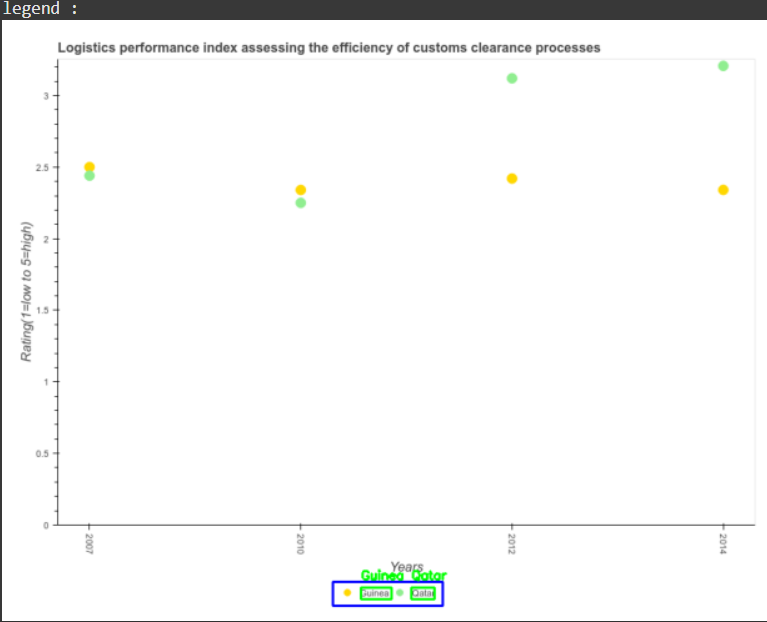 legend :
Logistics performance index assessing the efficiency of customs clearance processes
3
2.5
2
1.5
1
0.5
0
Rating(1=low to 5=high)
2007 2010 2012 2014
Years
Guinea Qatar
Guinea Qatar